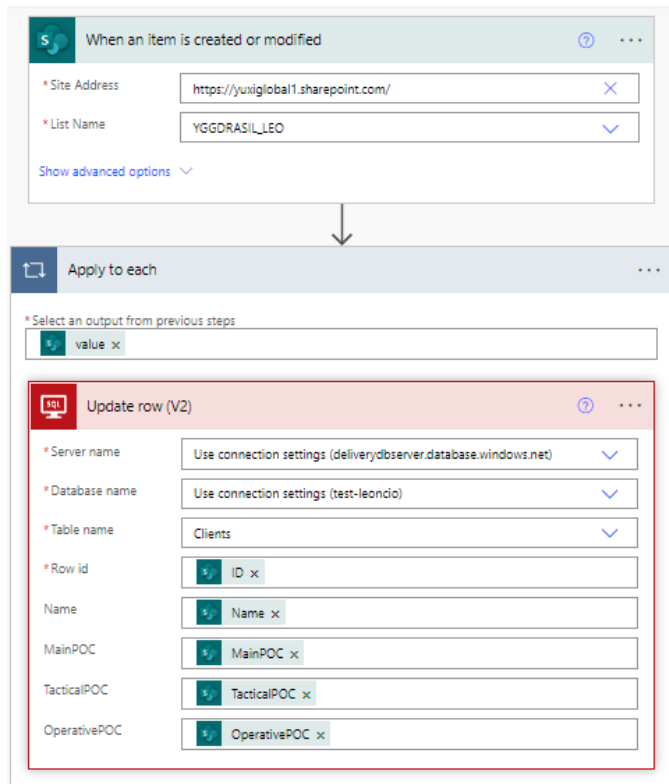 When an item is created or modified
* Site Address
https://yuxiglobal1.sharepoint.com/
* List Name
YGGDRASIL_LEO
Show advanced options
Apply to each
* Select an output from previous steps
value
SQL
Update row (V2)
* Server name
Use connection settings (deliverydbserver.database.windows.net)
* Database name
Use connection settings (test-leoncio)
* Table name
Clients
* Row id
ID
Name
Name
MainPOC
MainPOC
TacticalPOC
TacticalPOC
OperativePOC
OperativePOC